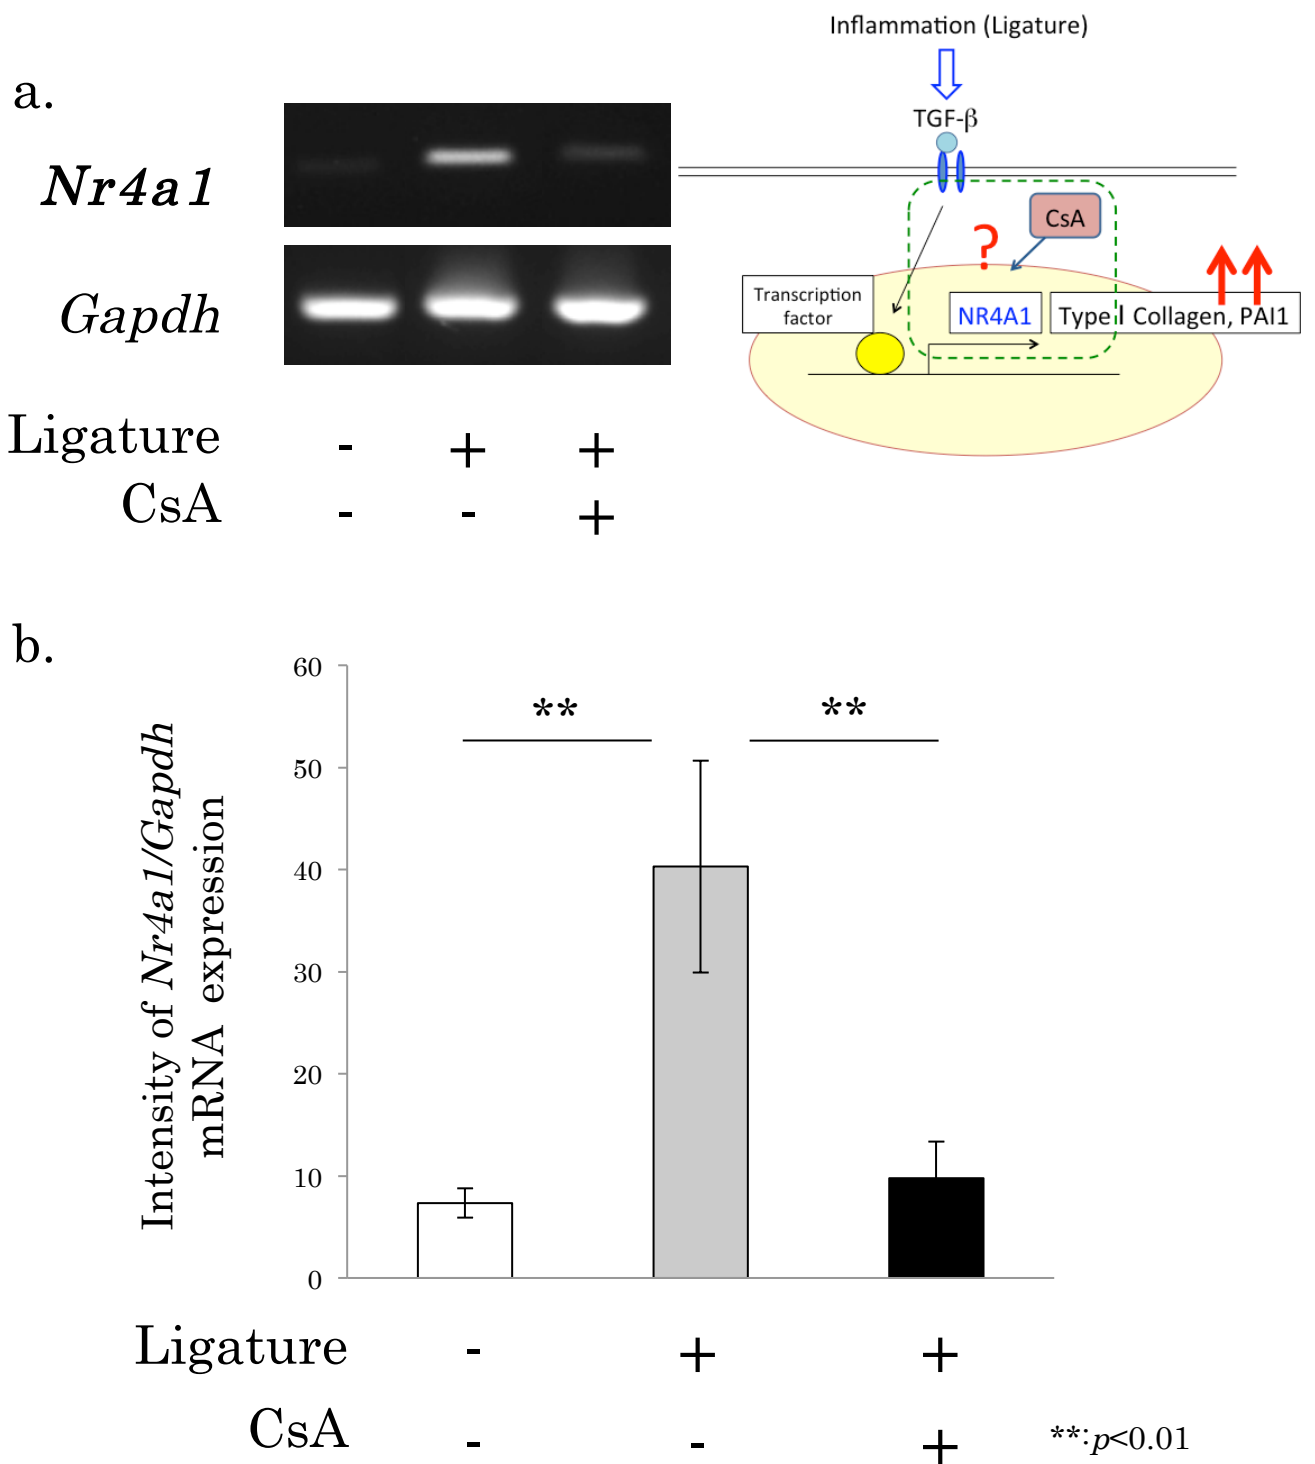 a.
Nr4a1
Gapdh
Ligature - + +
CsA - - +
Inflammation (Ligature)
TGF-β
CsA
?
Transcription
factor
NR4A1
Type I Collagen, PAI1
b.
Intensity of Nr4a1/Gapdh
mRNA expression
60
50
40
30
20
10
0
** **
Ligature - + +
CsA - - +
**:p<0.01